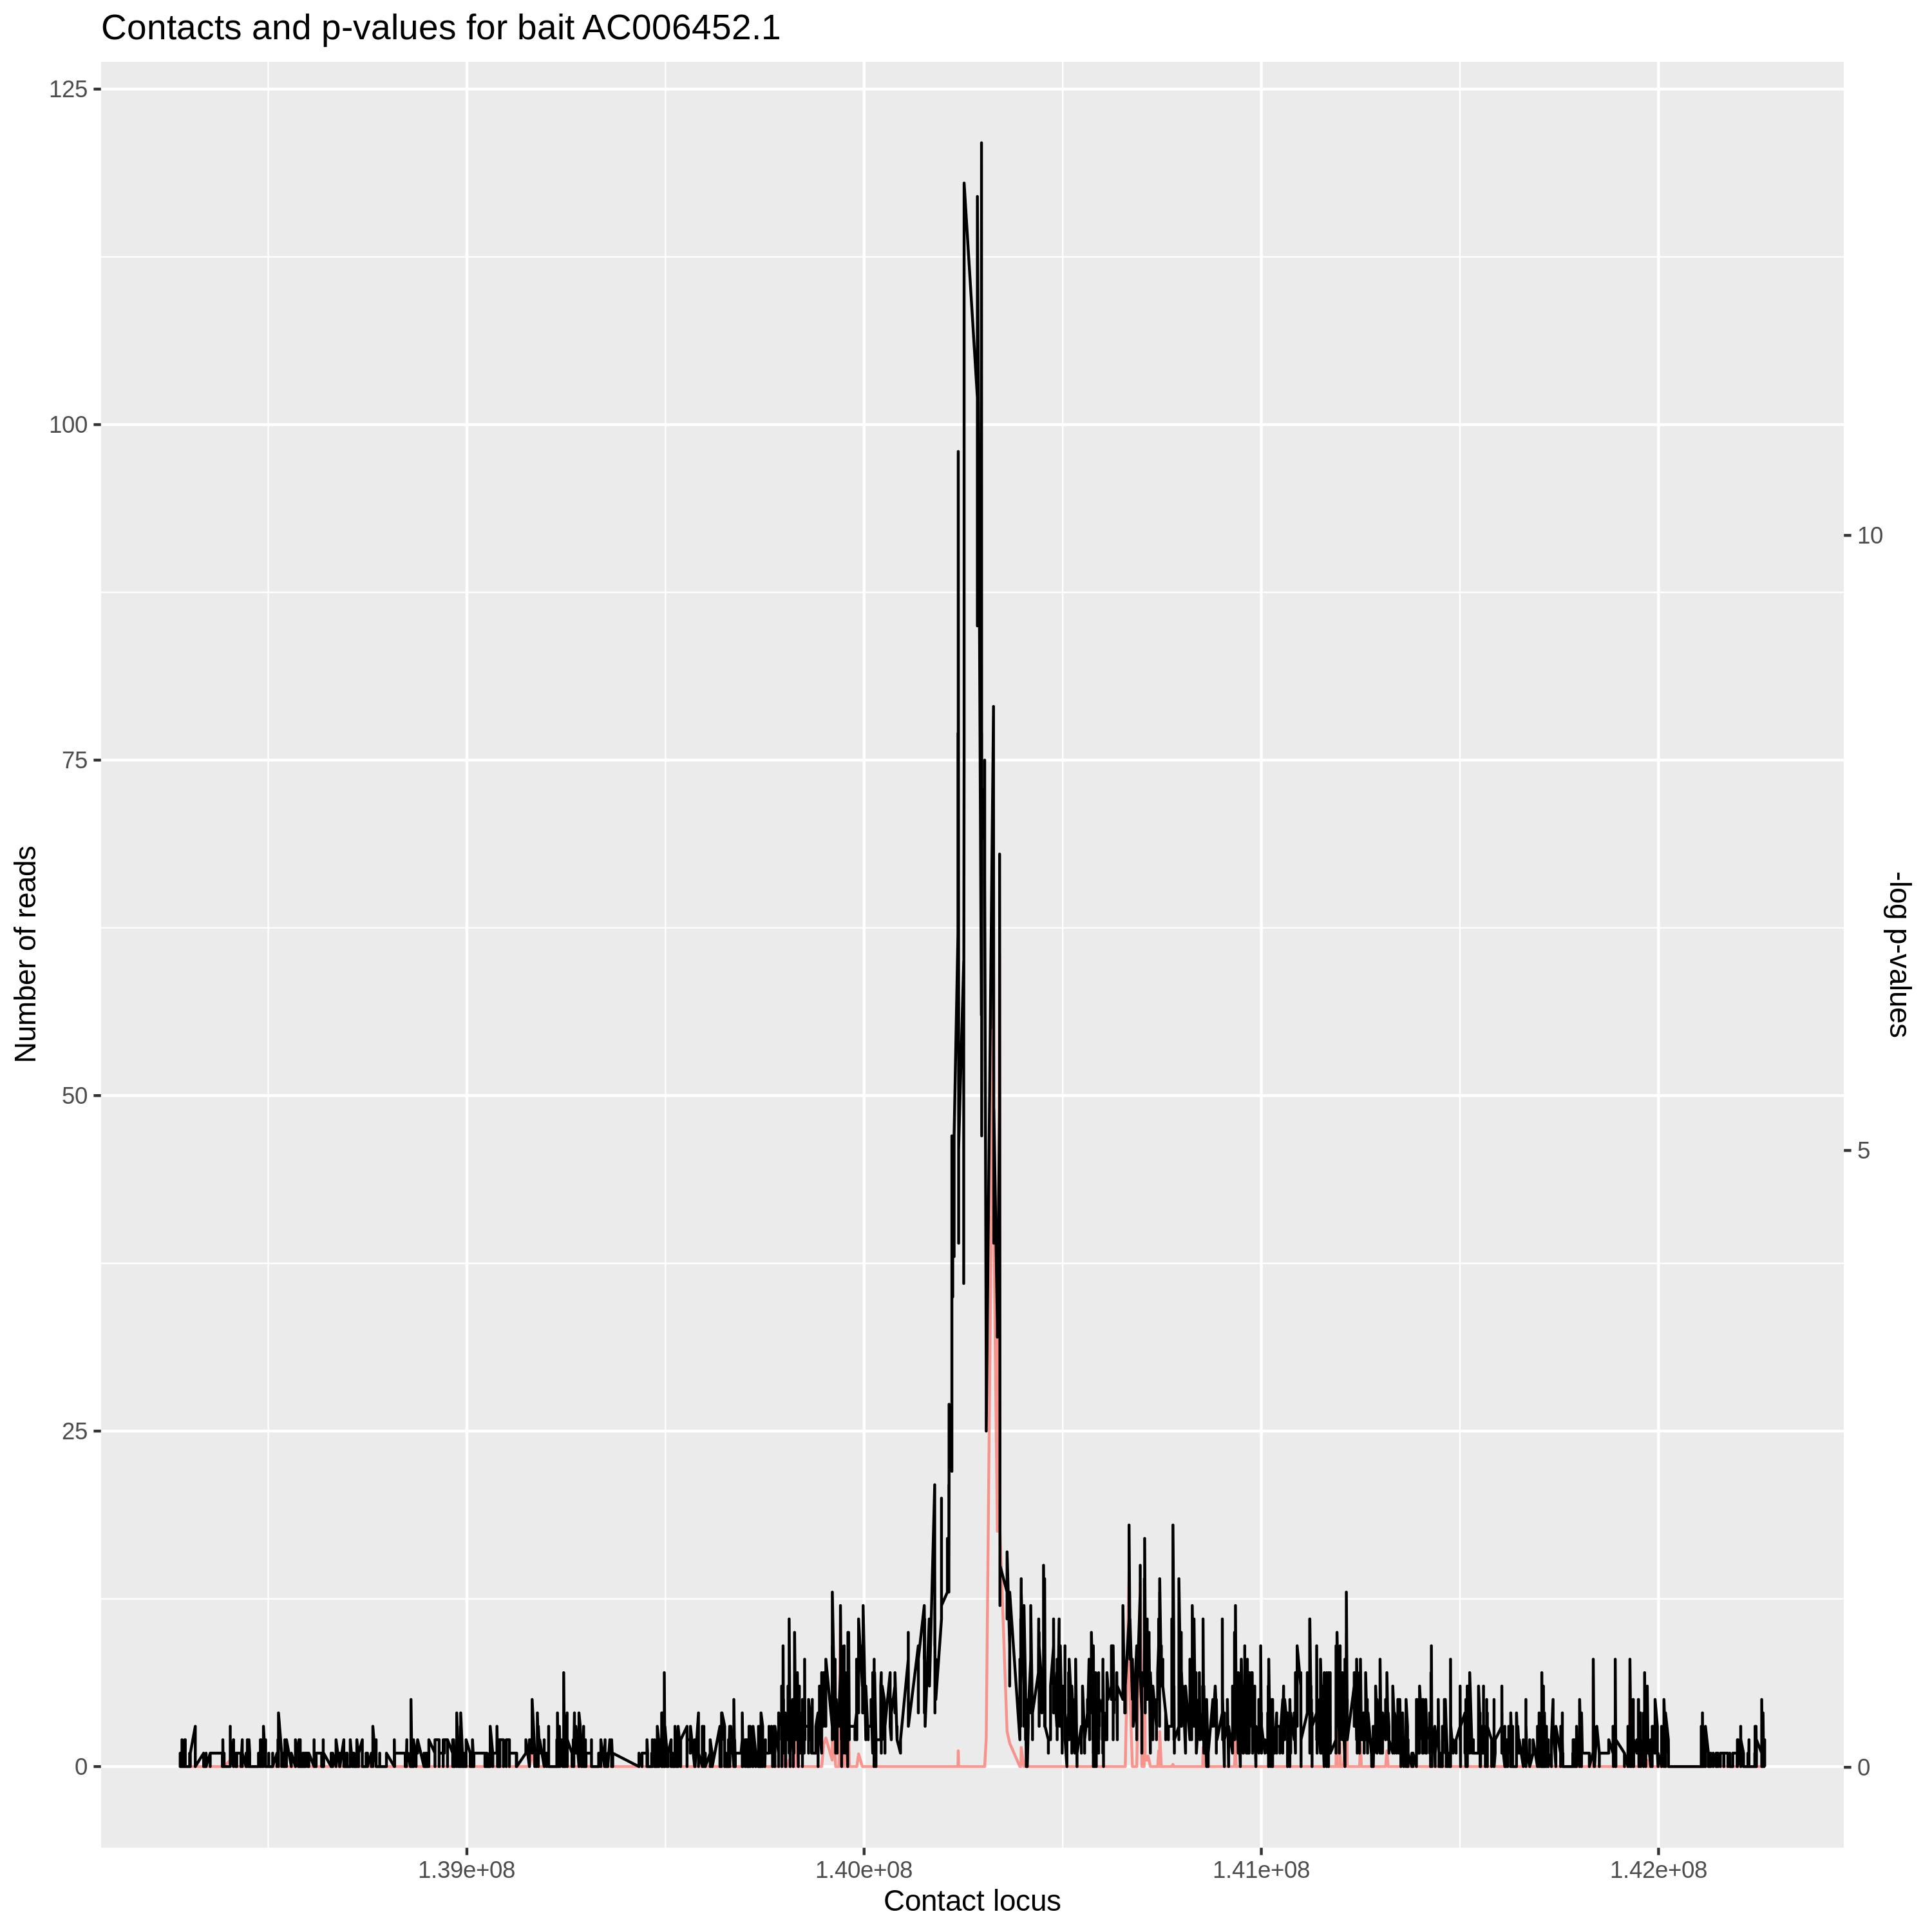 Contacts and p-values for bait AC006452.1
125
100
75
50
25
0
Number of reads
10
5
0
-log p-values
1.39e+08
1.40e+08
1.41e+08
1.42e+08
Contact locus